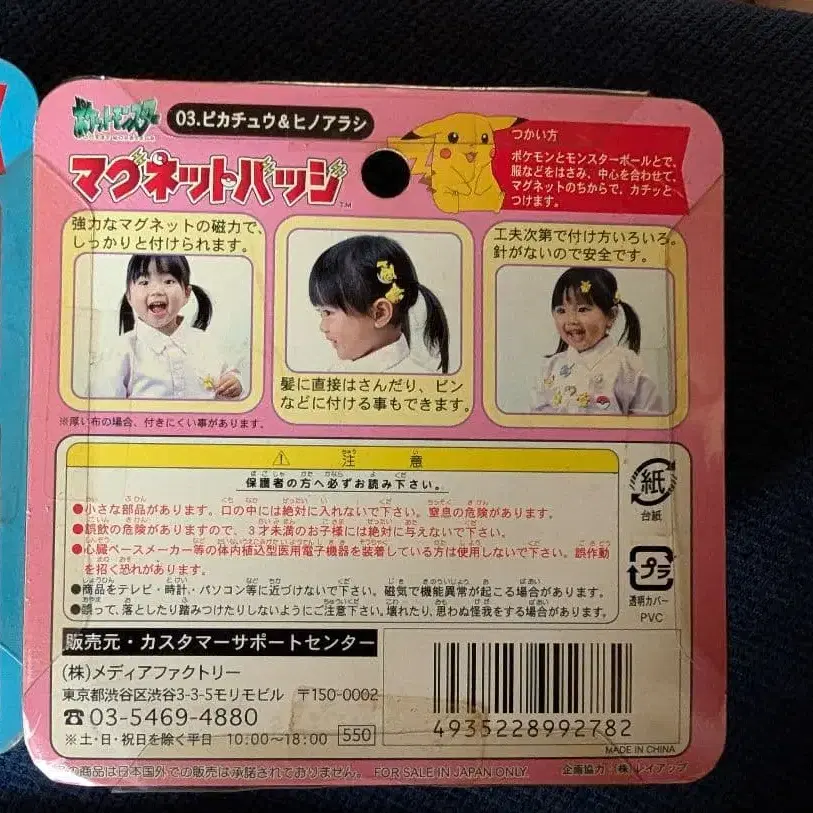 ポケットモンスター
03.ピカチュウ&ヒノアラシ
マグネットバッジ
TM
つかい方
ポケモンとモンスターボールとで、
服などをはさみ、中心を合わせて、
マグネットのちからで、カチッと
つけます。
強力なマグネットの磁力で、
しっかりと付けられます。
髪に直接はさんだり、ピン
などに付ける事もできます。
工夫次第で付け方いろいろ。
針がないので安全です。
※厚い布の場合、付きにくい事があります。
⚠ 注意
保護者の方へ必ずお読み下さい。
●小さな部品があります。口の中には絶対に入れないで下さい。窒息の危険があります。
●誤飲の危険がありますので、3才未満のお子様には絶対に与えないで下さい。
●心臓ペースメーカー等の体内植込型医用電子機器を装着している方は使用しないで下さい。誤作動
を招く恐れがあります。
●商品をテレビ・時計・パソコン等に近づけないで下さい。磁気で機能異常が起こる場合があります。
●誤って、落としたり踏みつけたりしないようにご注意下さい。壊れたり、思わぬ怪我をする場合があります。
紙
台紙
プラ
透明カバー
PVC
販売元・カスタマーサポートセンター
(株)メディアファクトリー
東京都渋谷区渋谷3-3-5モリモビル 〒150-0002
☎03-5469-4880
※土・日・祝日を除く平日 10:00~18:00 550
4935228992782
MADE IN CHINA
の商品は日本国外での販売は承諾されておりません。 FOR SALE IN JAPAN ONLY. 企画協力・(株)レイアップ